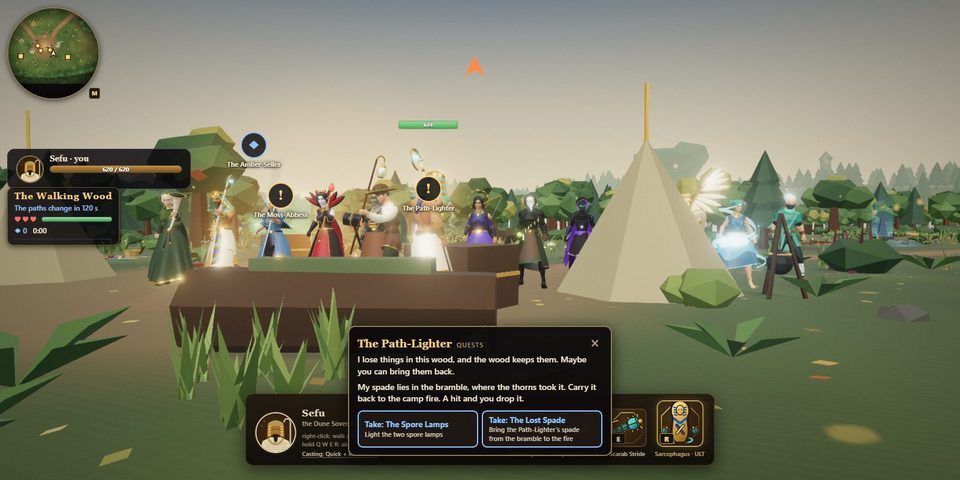 M
Sefu · you
620 / 620
The Walking Wood
The paths change in 120 s
0 0:00
The Amber-Seller
!
The Moss-Abbess
620
!
The Path-Lighter
The Path-Lighter QUESTS
I lose things in this wood, and the wood keeps them. Maybe
you can bring them back.
My spade lies in the bramble, where the thorns took it. Carry it
back to the camp fire. A hit and you drop it.
Take: The Spore Lamps
Light the two spore lamps
Take: The Lost Spade
Bring the Path-Lighter's spade
from the bramble to the fire
Sefu
the Dune Sover
right-click: walk
hold Q W E R: ai
Casting: Quick +
E
Scarab Stride
R
Sarcophagus · ULT